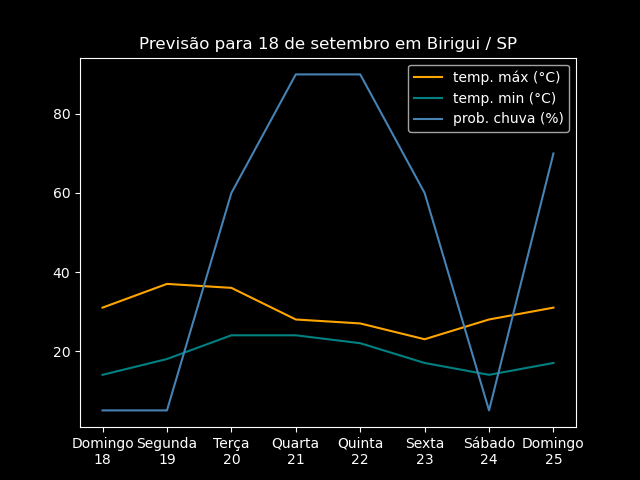 Previsão para 18 de setembro em Birigui / SP
temp. máx (°C)
temp. min (°C)
prob. chuva (%)
80
60
40
20
Domingo Segunda Terça Quarta Quinta Sexta Sábado Domingo
18 19 20 21 22 23 24 25